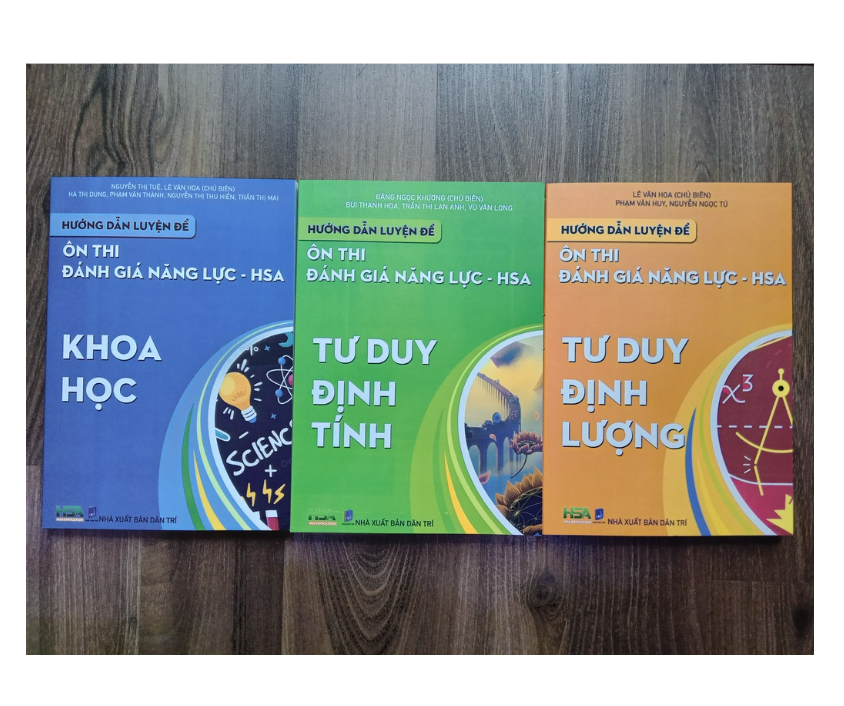 NGUYỄN THỊ TUỆ, LÊ VĂN HOA (CHỦ BIÊN)
HÀ THỊ DUNG, PHẠM VĂN THÀNH, NGUYỄN THỊ THU HIỀN, TRẦN THỊ MAI
HƯỚNG DẪN LUYỆN ĐỀ
ÔN THI
ĐÁNH GIÁ NĂNG LỰC - HSA
KHOA
HỌC
SCIENC
+
HSA
NHÀ XUẤT BẢN DÂN TRÍ
ĐẶNG NGỌC KHƯƠNG (CHỦ BIÊN)
BÙI THANH HOA, TRẦN THỊ LAN ANH, VŨ VĂN LONG
HƯỚNG DẪN LUYỆN ĐỀ
ÔN THI
ĐÁNH GIÁ NĂNG LỰC - HSA
TƯ DUY
ĐỊNH
TÍNH
HSA
NHÀ XUẤT BẢN DÂN TRÍ
LÊ VĂN HOA (CHỦ BIÊN)
PHẠM VĂN HUY, NGUYỄN NGỌC TÚ
HƯỚNG DẪN LUYỆN ĐỀ
ÔN THI
ĐÁNH GIÁ NĂNG LỰC - HSA
TƯ DUY
ĐỊNH
LƯỢNG
x³
HSA
NHÀ XUẤT BẢN DÂN TRÍ